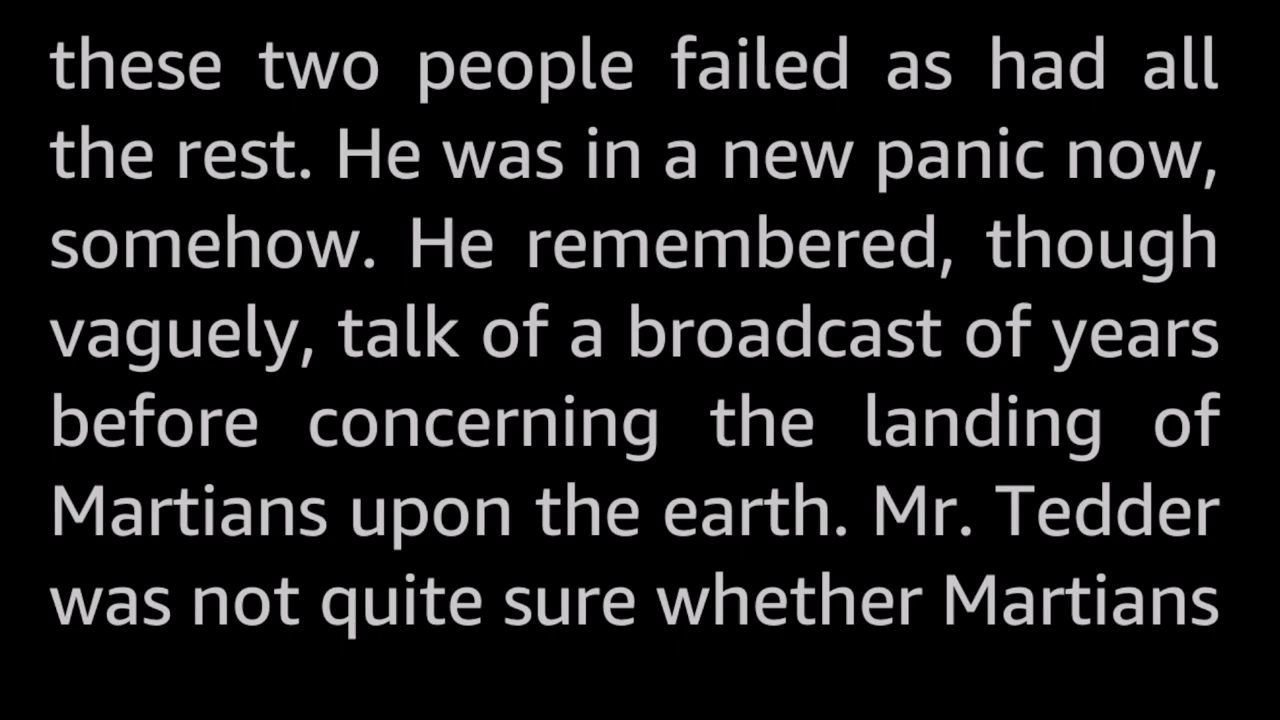 these two people failed as had all
the rest. He was in a new panic now,
somehow. He remembered, though
vaguely, talk of a broadcast of years
before concerning the landing of
Martians upon the earth. Mr. Tedder
was not quite sure whether Martians